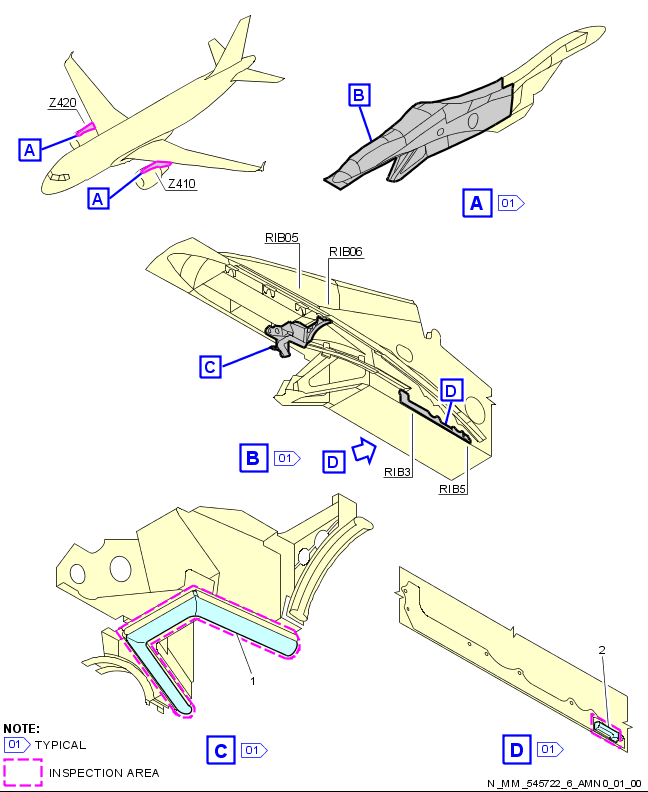 Z420
A
A
Z410
B
A 01
RIB05
RIB06
C
D
B 01
D
RIB3
RIB5
1
2
NOTE:
01 TYPICAL
INSPECTION AREA
C 01
D 01
N_MM_545722_6_AMN0_01_00